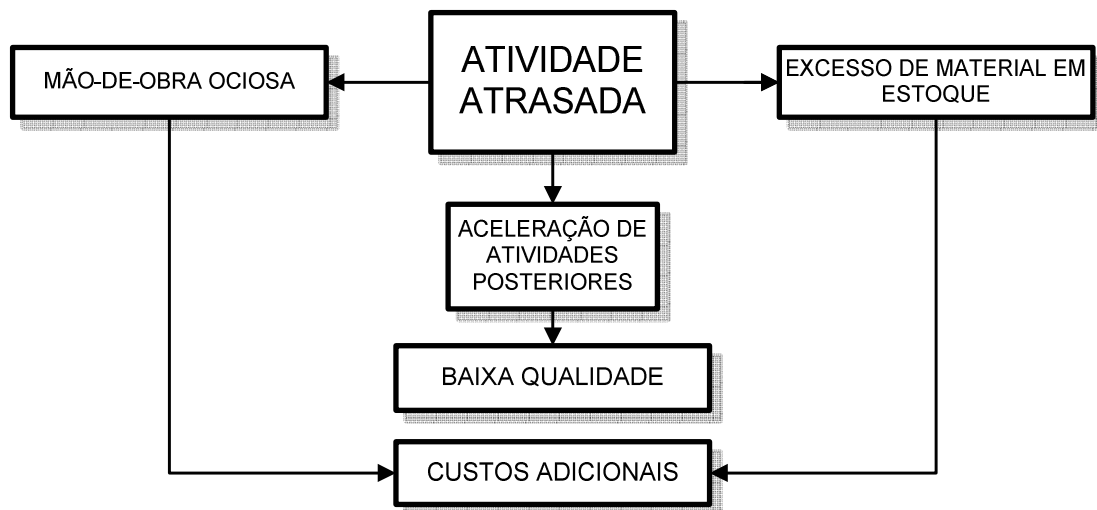 ATIVIDADE
ATRASADA
MÃO-DE-OBRA OCIOSA
EXCESSO DE MATERIAL EM
ESTOQUE
ACELERAÇÃO DE
ATIVIDADES
POSTERIORES
BAIXA QUALIDADE
CUSTOS ADICIONAIS